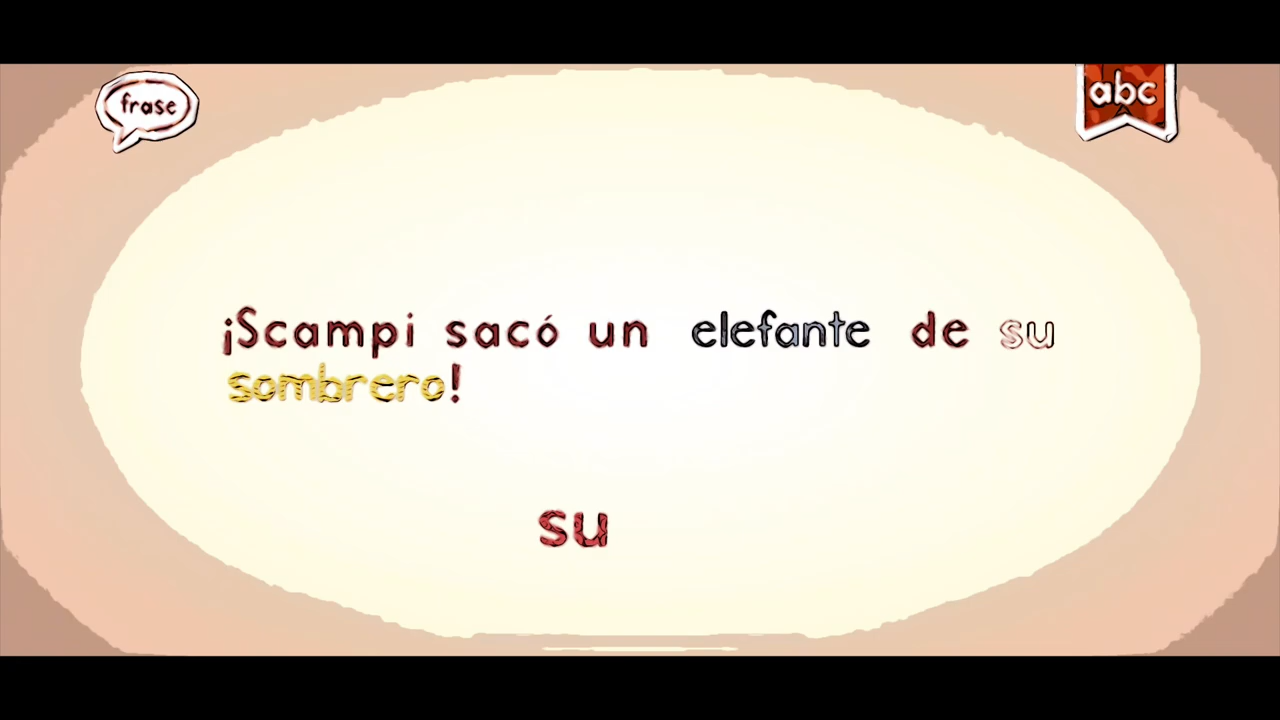 frase
abc
¡Scampi sacó un elefante de su
sombrero!
su